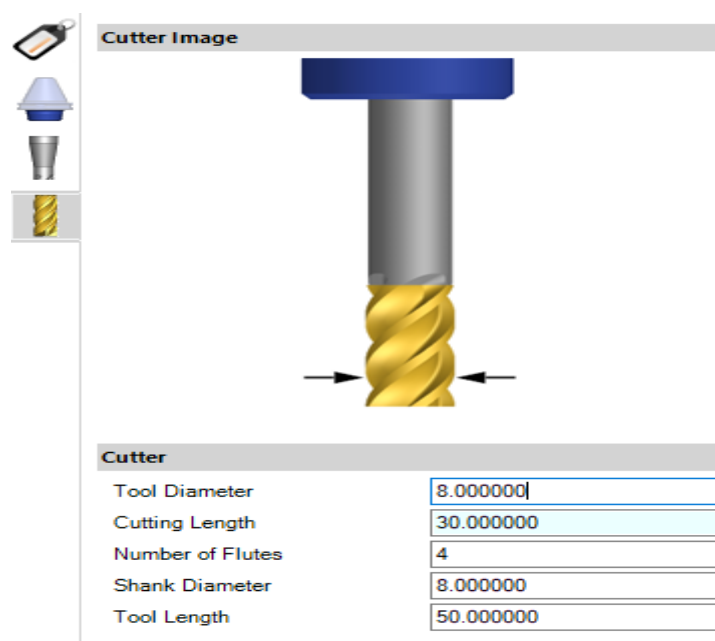 Cutter Image
Cutter
Tool Diameter 8.000000
Cutting Length 30.000000
Number of Flutes 4
Shank Diameter 8.000000
Tool Length 50.000000